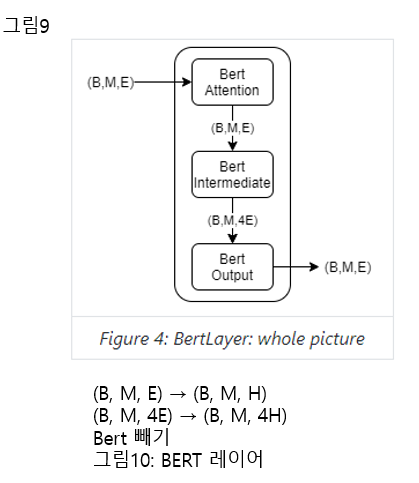 그림9
Bert
Attention
(B,M,E)
(B,M,E)
Bert
Intermediate
(B,M,4E)
Bert
Output
(B,M,E)
Figure 4: BertLayer: whole picture
(B, M, E) → (B, M, H)
(B, M, 4E) → (B, M, 4H)
Bert 빼기
그림10: BERT 레이어